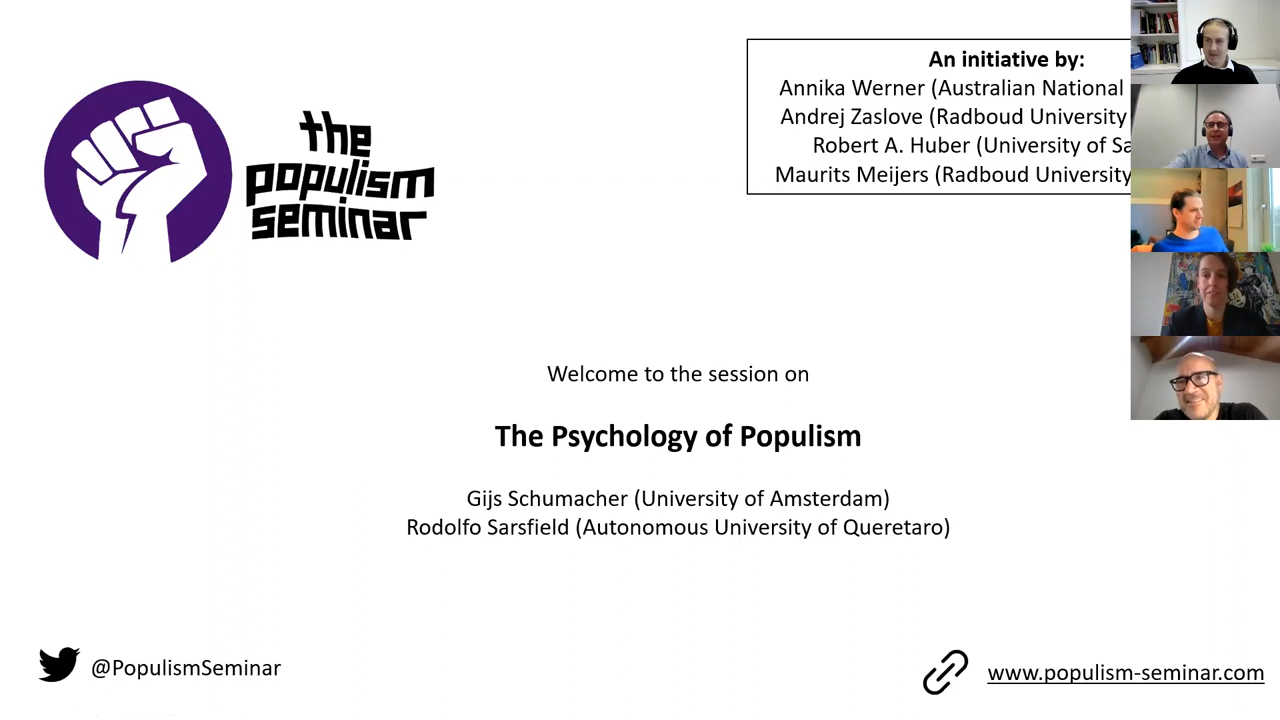 the
populism
seminar
An initiative by:
Annika Werner (Australian National
Andrej Zaslove (Radboud University
Robert A. Huber (University of Sa
Maurits Meijers (Radboud University
Welcome to the session on
The Psychology of Populism
Gijs Schumacher (University of Amsterdam)
Rodolfo Sarsfield (Autonomous University of Queretaro)
@PopulismSeminar
www.populism-seminar.com